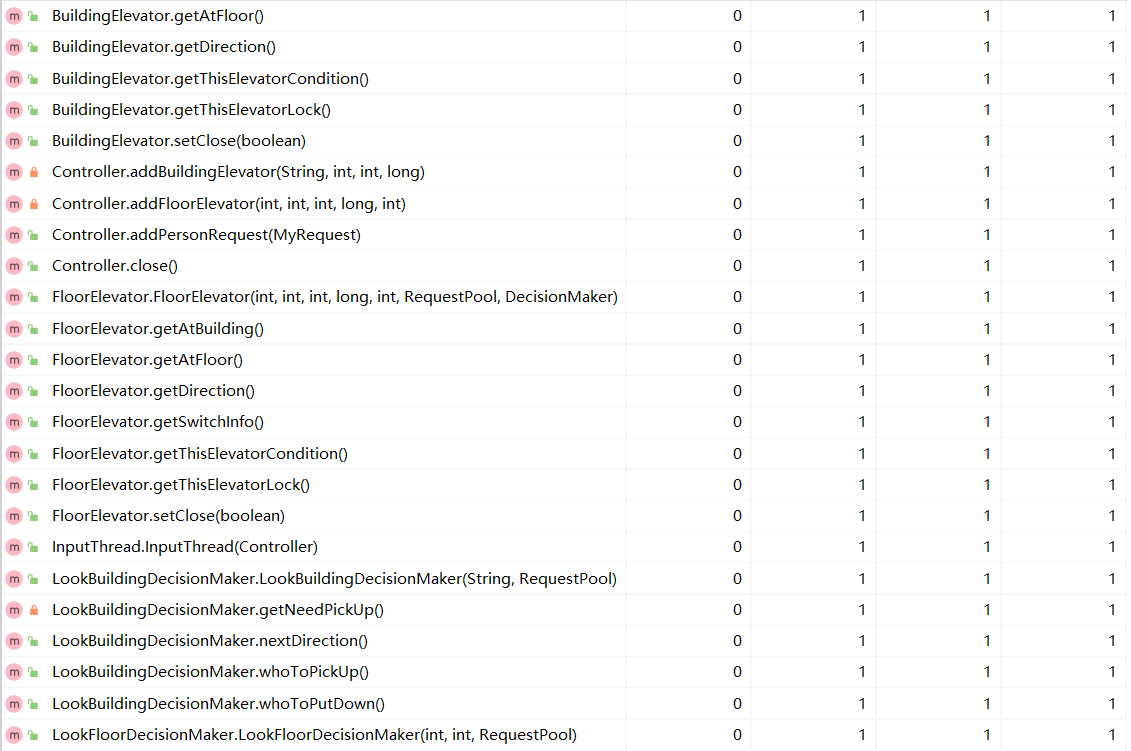 m BuildingElevator.getAtFloor() 0 1 1 1
m BuildingElevator.getDirection() 0 1 1 1
m BuildingElevator.getThisElevatorCondition() 0 1 1 1
m BuildingElevator.getThisElevatorLock() 0 1 1 1
m BuildingElevator.setClose(boolean) 0 1 1 1
m Controller.addBuildingElevator(String, int, int, long) 0 1 1 1
m Controller.addFloorElevator(int, int, int, long, int) 0 1 1 1
m Controller.addPersonRequest(MyRequest) 0 1 1 1
m Controller.close() 0 1 1 1
m FloorElevator.FloorElevator(int, int, int, long, int, RequestPool, DecisionMaker) 0 1 1 1
m FloorElevator.getAtBuilding() 0 1 1 1
m FloorElevator.getAtFloor() 0 1 1 1
m FloorElevator.getDirection() 0 1 1 1
m FloorElevator.getSwitchInfo() 0 1 1 1
m FloorElevator.getThisElevatorCondition() 0 1 1 1
m FloorElevator.getThisElevatorLock() 0 1 1 1
m FloorElevator.setClose(boolean) 0 1 1 1
m InputThread.InputThread(Controller) 0 1 1 1
m LookBuildingDecisionMaker.LookBuildingDecisionMaker(String, RequestPool) 0 1 1 1
m LookBuildingDecisionMaker.getNeedPickUp() 0 1 1 1
m LookBuildingDecisionMaker.nextDirection() 0 1 1 1
m LookBuildingDecisionMaker.whoToPickUp() 0 1 1 1
m LookBuildingDecisionMaker.whoToPutDown() 0 1 1 1
m LookFloorDecisionMaker.LookFloorDecisionMaker(int, int, RequestPool) 0 1 1 1